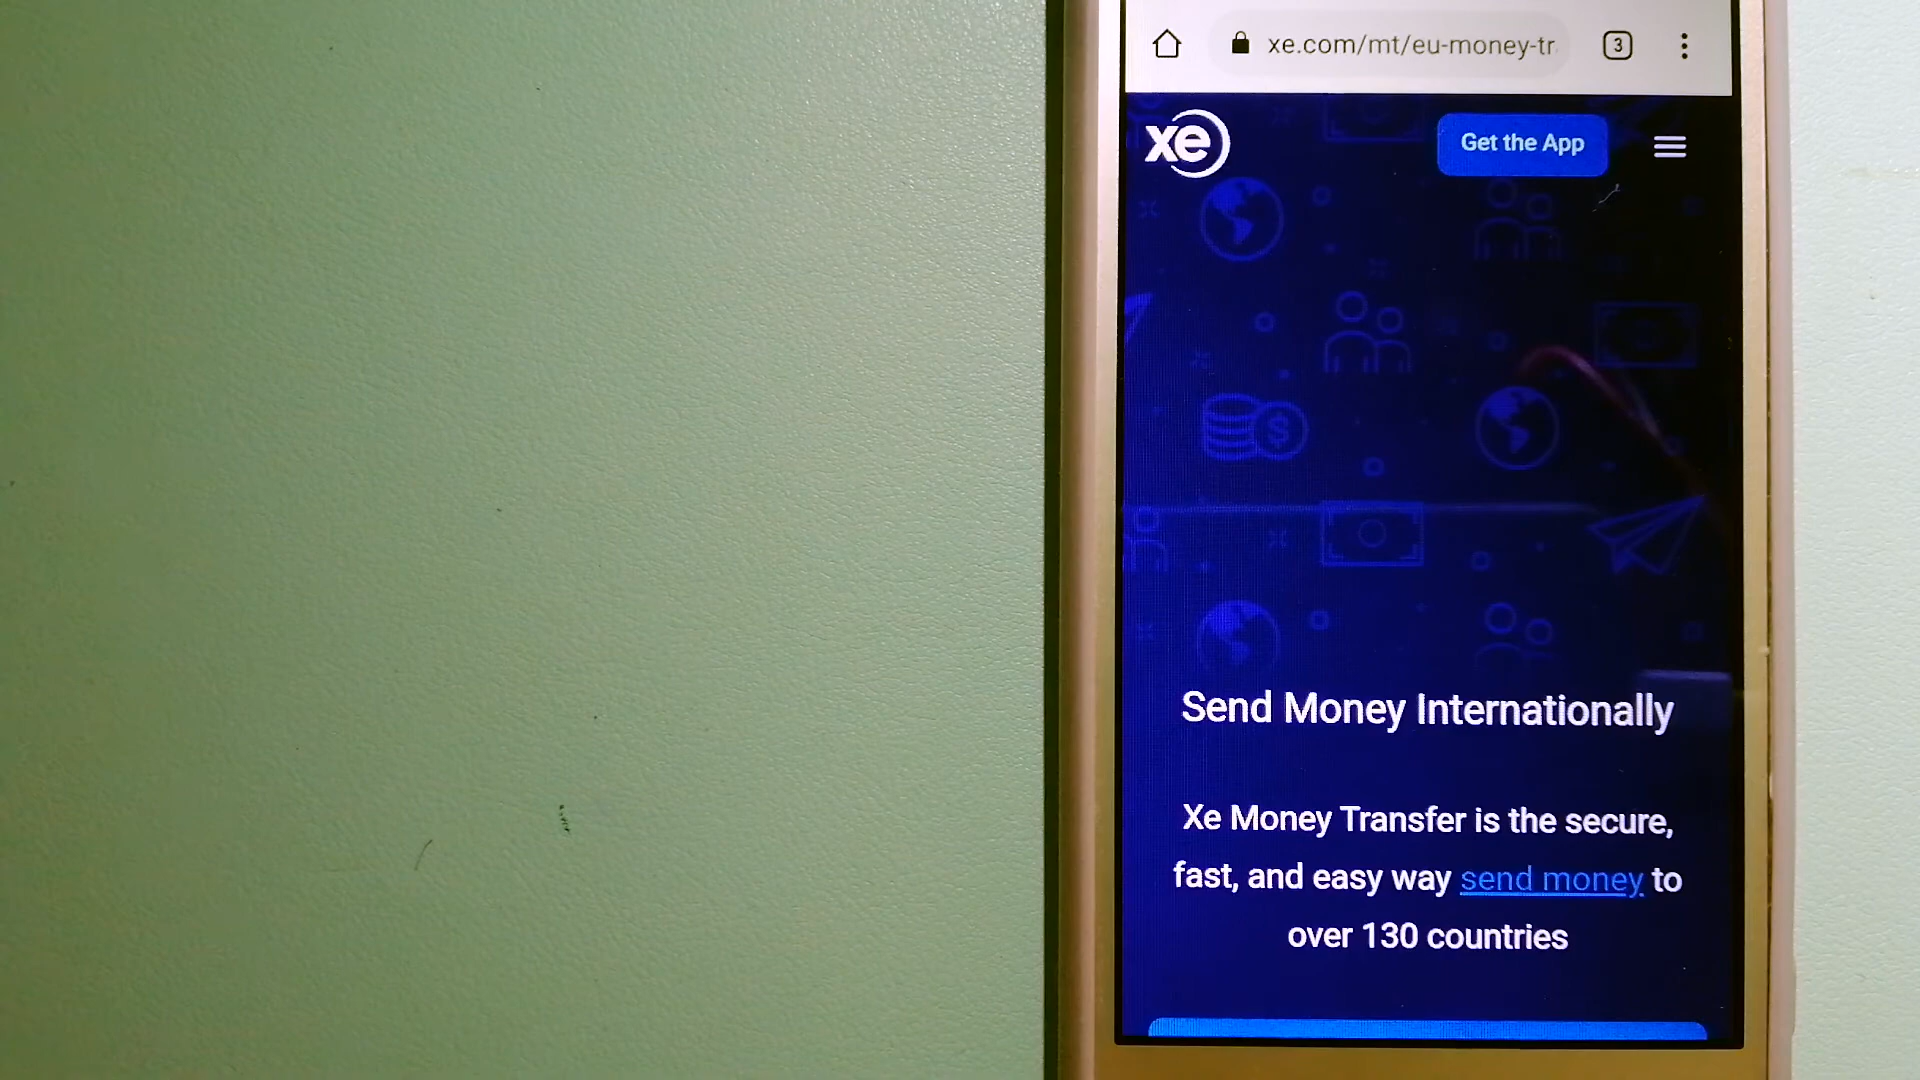 xe.com/mt/eu-money-tr
3
xe
Get the App
$
Send Money Internationally
Xe Money Transfer is the secure,
fast, and easy way send money to
over 130 countries